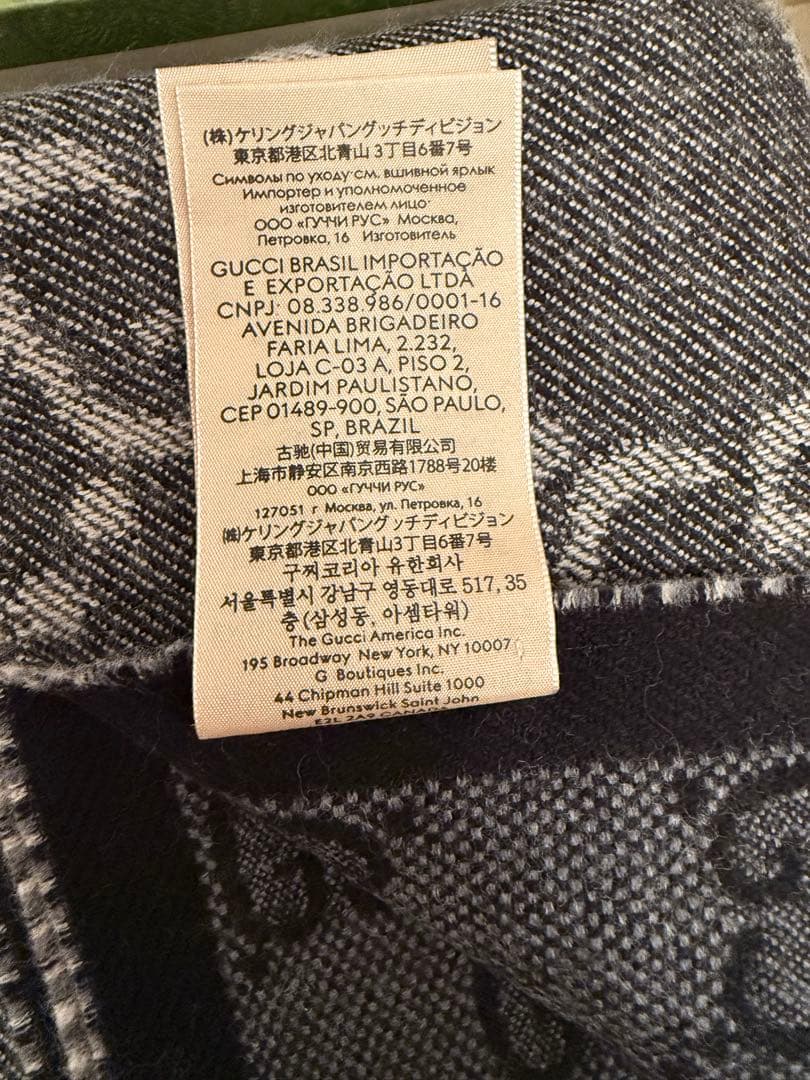 (株)ケリングジャパングッチディビジョン
東京都港区北青山3丁目6番7号
Символы по уходу см. вшивной ярлык
Импортер и уполномоченное
изготовителем лицо:
ООО «ГУЧЧИ РУС» Москва,
Петровка, 16 Изготовитель
GUCCI BRASIL IMPORTAÇÃO
E EXPORTAÇÃO LTDA
CNPJ: 08.338.986/0001-16
AVENIDA BRIGADEIRO
FARIA LIMA, 2.232,
LOJA C-03 A, PISO 2,
JARDIM PAULISTANO,
CEP 01489-900, SÃO PAULO,
SP, BRAZIL
古驰(中国)贸易有限公司
上海市静安区南京西路1788号20楼
ООО «ГУЧЧИ РУС»
127051 г Москва, ул. Петровка, 16
(株)ケリングジャパングッチディビジョン
東京都港区北青山3丁目6番7号
구찌코리아 유한회사
서울특별시 강남구 영동대로 517, 35
층 (삼성동, 아셈타워)
The Gucci America Inc.
195 Broadway New York, NY 10007
G Boutiques Inc.
44 Chipman Hill Suite 1000
New Brunswick Saint John
E2L 2A9 CANADA